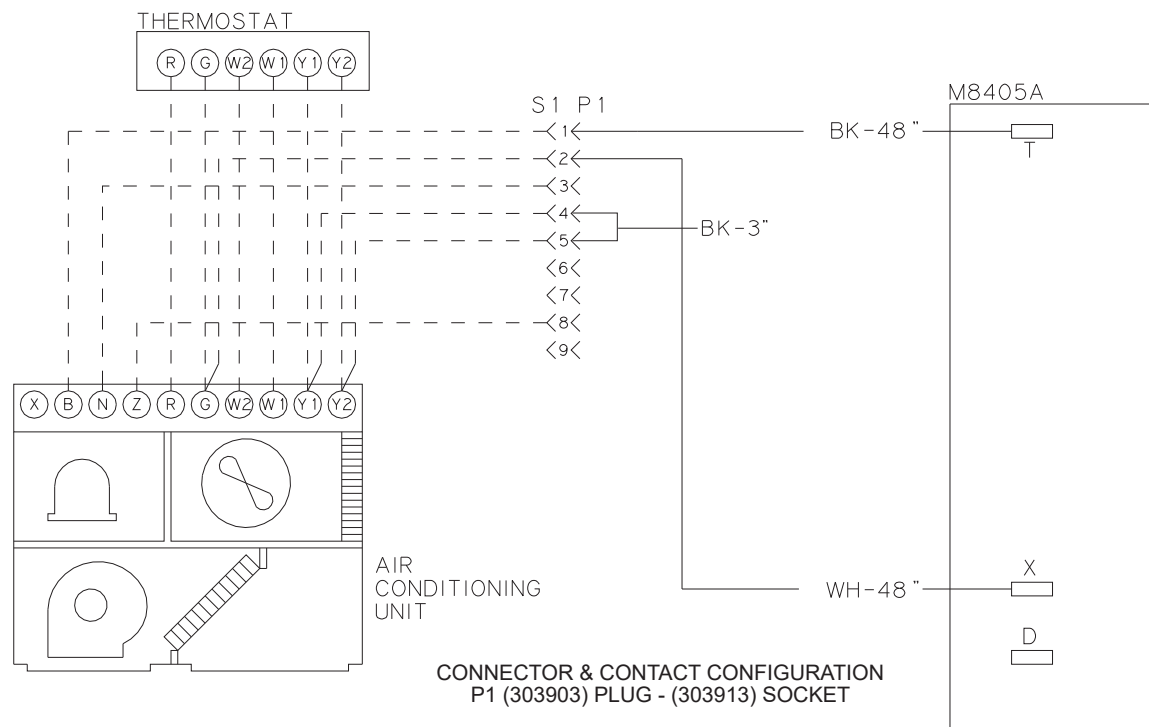 THERMOSTAT
R G W2 W1 Y1 Y2
S1 P1
M8405A
1
BK-48"
T
2
3
4
BK-3"
5
6
7
8
9
X B N Z R G W2 W1 Y1 Y2
AIR
CONDITIONING
UNIT
X
WH-48"
D
CONNECTOR & CONTACT CONFIGURATION
P1 (303903) PLUG - (303913) SOCKET